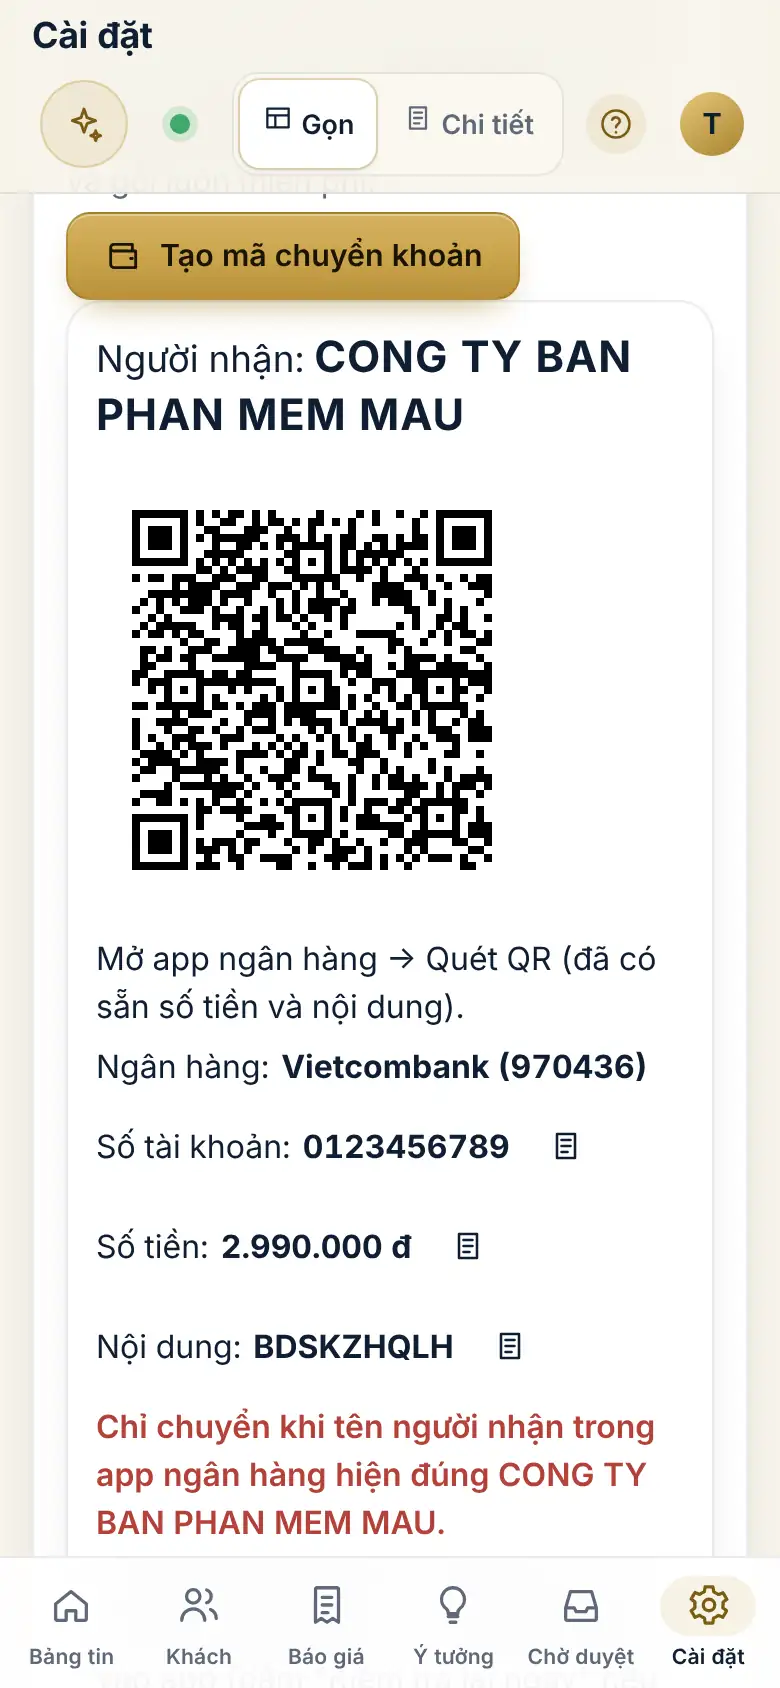 Cài đặt
Gọn
Chi tiết
?
T
Tạo mã chuyển khoản
Người nhận: CONG TY BAN
PHAN MEM MAU
Mở app ngân hàng → Quét QR (đã có
sẵn số tiền và nội dung).
Ngân hàng: Vietcombank (970436)
Số tài khoản: 0123456789
Số tiền: 2.990.000 đ
Nội dung: BDSKZHQLH
Chỉ chuyển khi tên người nhận trong
app ngân hàng hiện đúng CONG TY
BAN PHAN MEM MAU.
Bảng tin
Khách
Báo giá
Ý tưởng
Chờ duyệt
Cài đặt